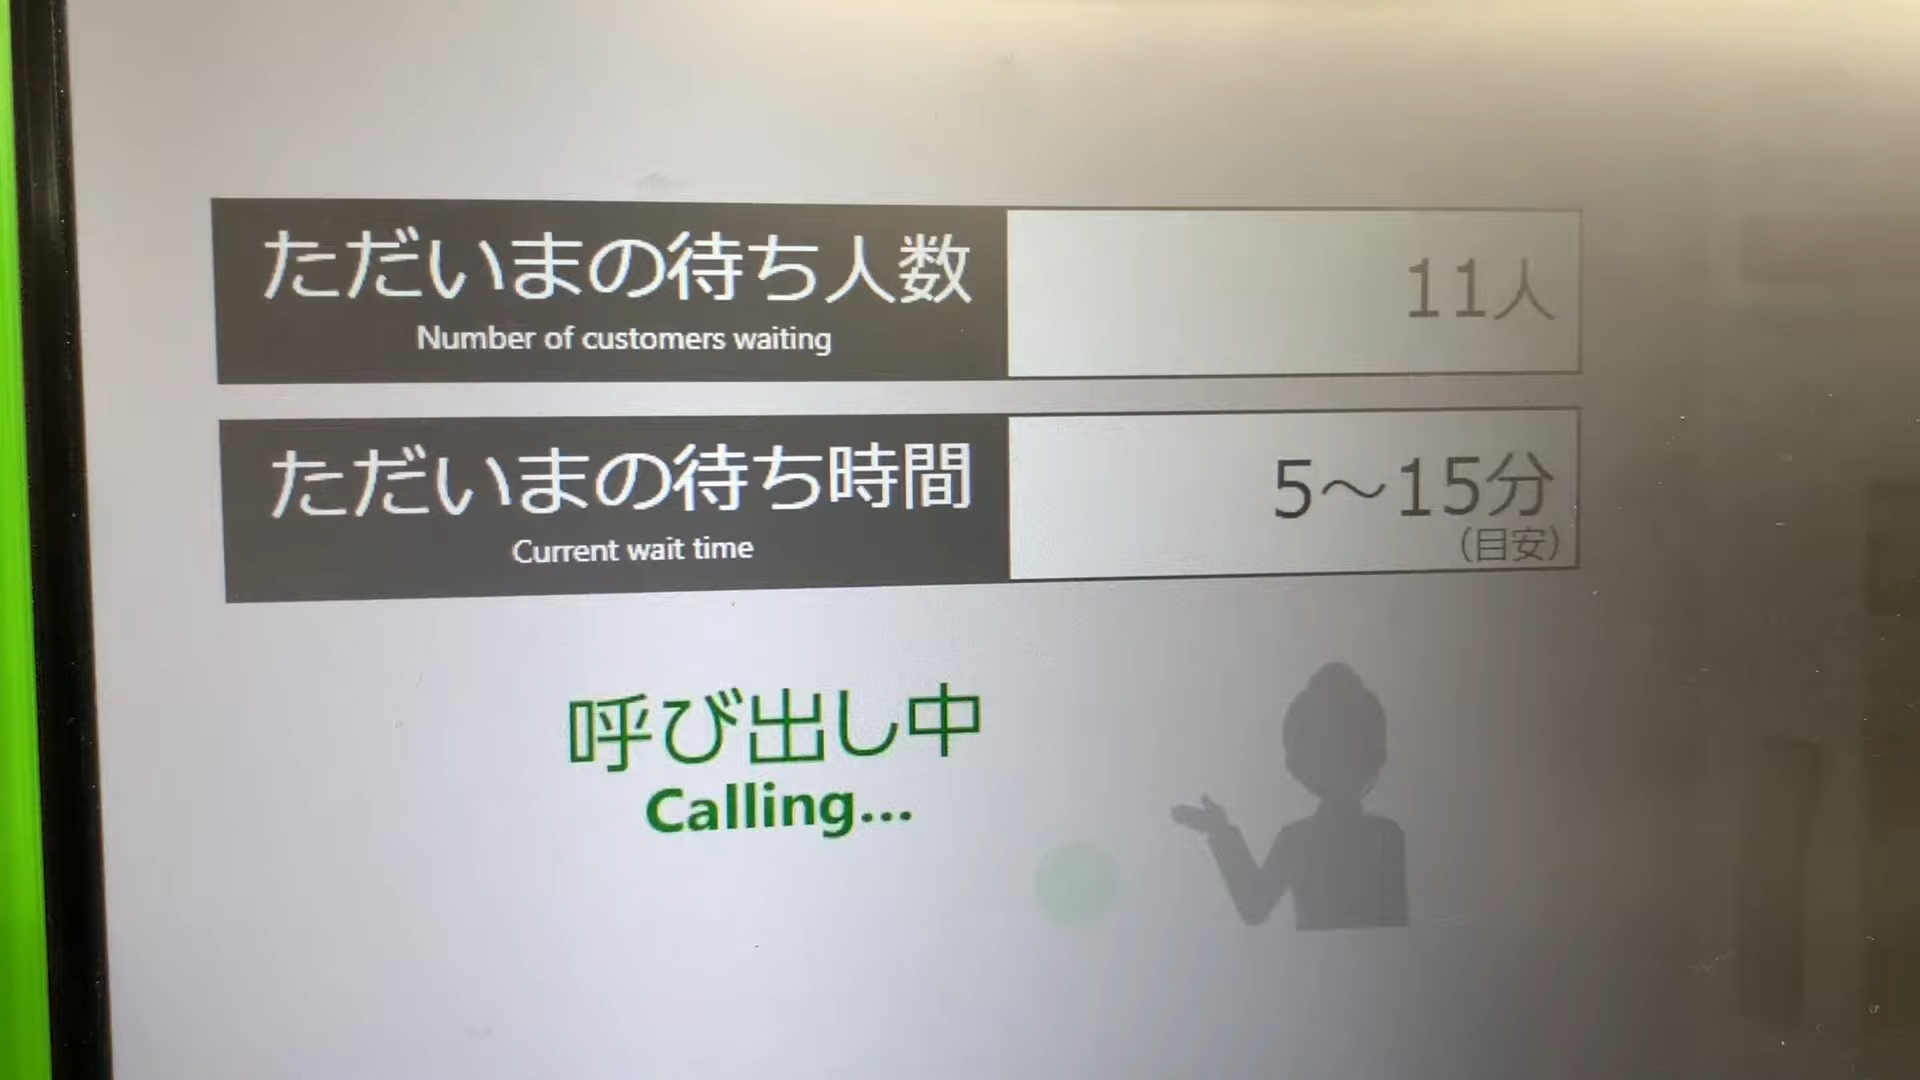 ただいまの待ち人数
Number of customers waiting
11人
ただいまの待ち時間
Current wait time
5～15分
（目安）
呼び出し中
Calling...